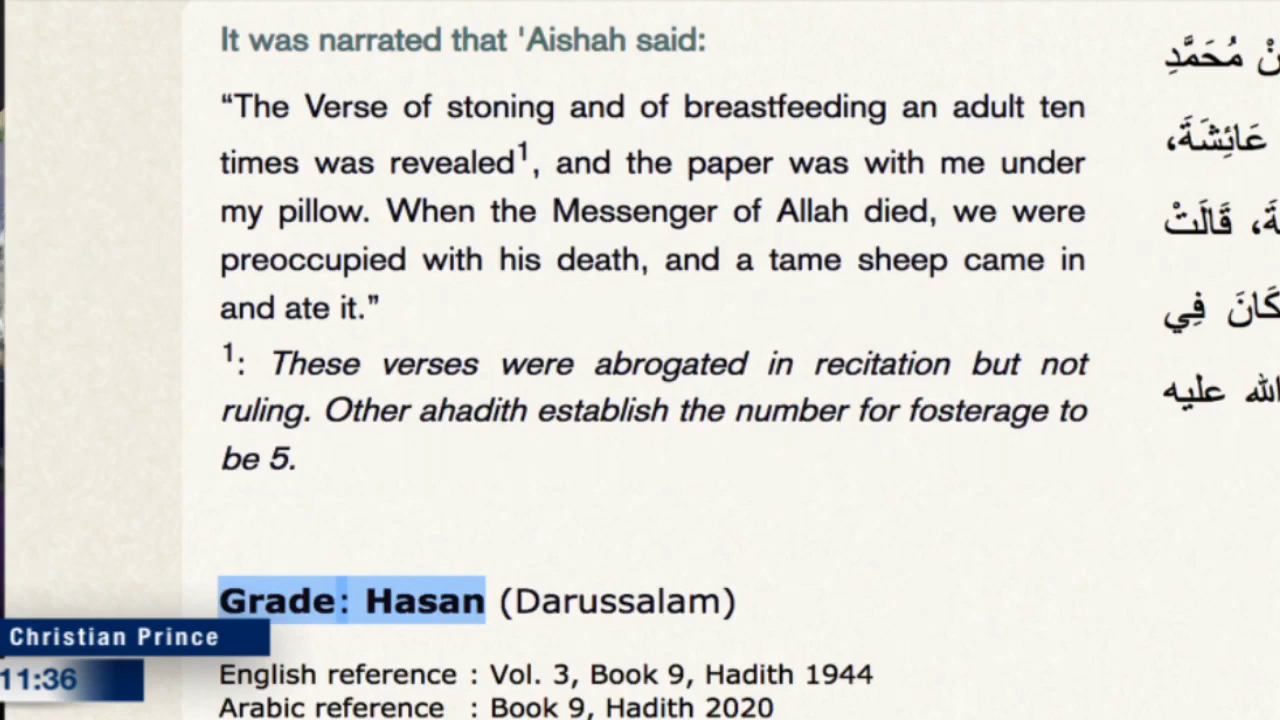 It was narrated that 'Aishah said:
“The Verse of stoning and of breastfeeding an adult ten
times was revealed1, and the paper was with me under
my pillow. When the Messenger of Allah died, we were
preoccupied with his death, and a tame sheep came in
and ate it.”
1: These verses were abrogated in recitation but not
ruling. Other ahadith establish the number for fosterage to
be 5.
Grade: Hasan (Darussalam)
English reference : Vol. 3, Book 9, Hadith 1944
Arabic reference : Book 9, Hadith 2020
مُحَمَّدِ
عَائِشَةَ،
قَالَتْ
كَانَ فِي
الله عليه
Christian Prince
11:36